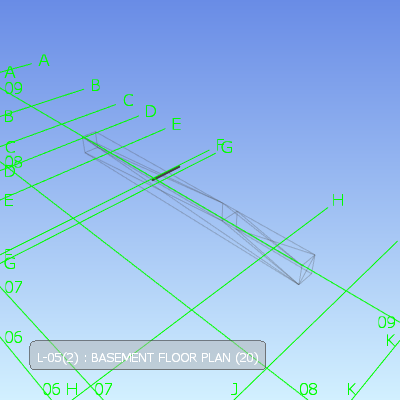 A
A
09
B
B
C
D
C
E
08
D
F
G
E
H
E
G
07
09
06
K
L-05(2) : BASEMENT FLOOR PLAN (20)
06 H 07 J 08 K